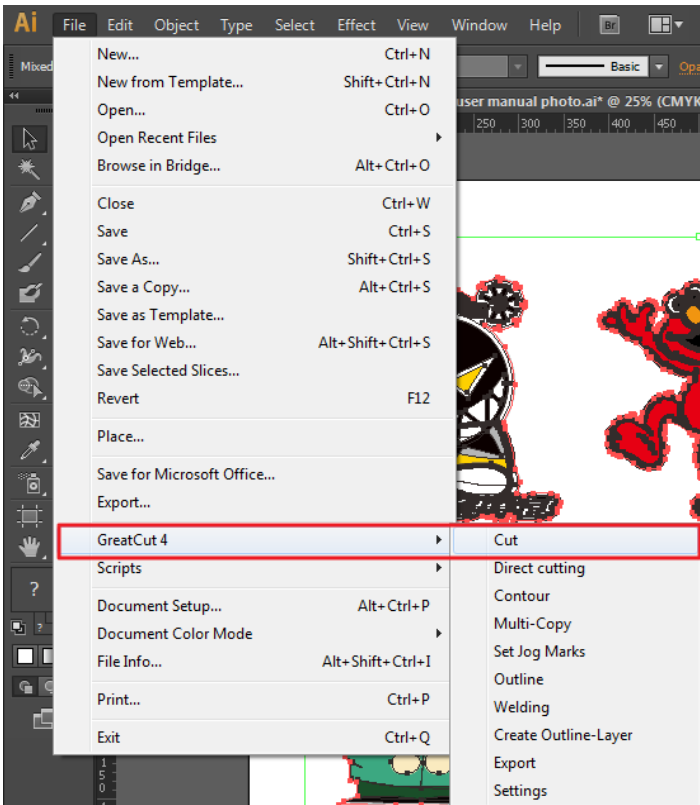 Ai File Edit Object Type Select Effect View Window Help Br
Mixed Basic Opa
user manual photo.ai* @ 25% (CMYK
250 300 350 400 450
New... Ctrl+N
New from Template... Shift+Ctrl+N
Open... Ctrl+O
Open Recent Files
Browse in Bridge... Alt+Ctrl+O
Close Ctrl+W
Save Ctrl+S
Save As... Shift+Ctrl+S
Save a Copy... Alt+Ctrl+S
Save as Template...
Save for Web... Alt+Shift+Ctrl+S
Save Selected Slices...
Revert F12
Place...
Save for Microsoft Office...
Export...
GreatCut 4 Cut
Scripts Direct cutting
Contour
Document Setup... Alt+Ctrl+P
Multi-Copy
Document Color Mode
Set Jog Marks
File Info... Alt+Shift+Ctrl+I
Outline
Print... Ctrl+P
Welding
Exit Ctrl+Q
Create Outline-Layer
Export
Settings
?
?
1
5
0